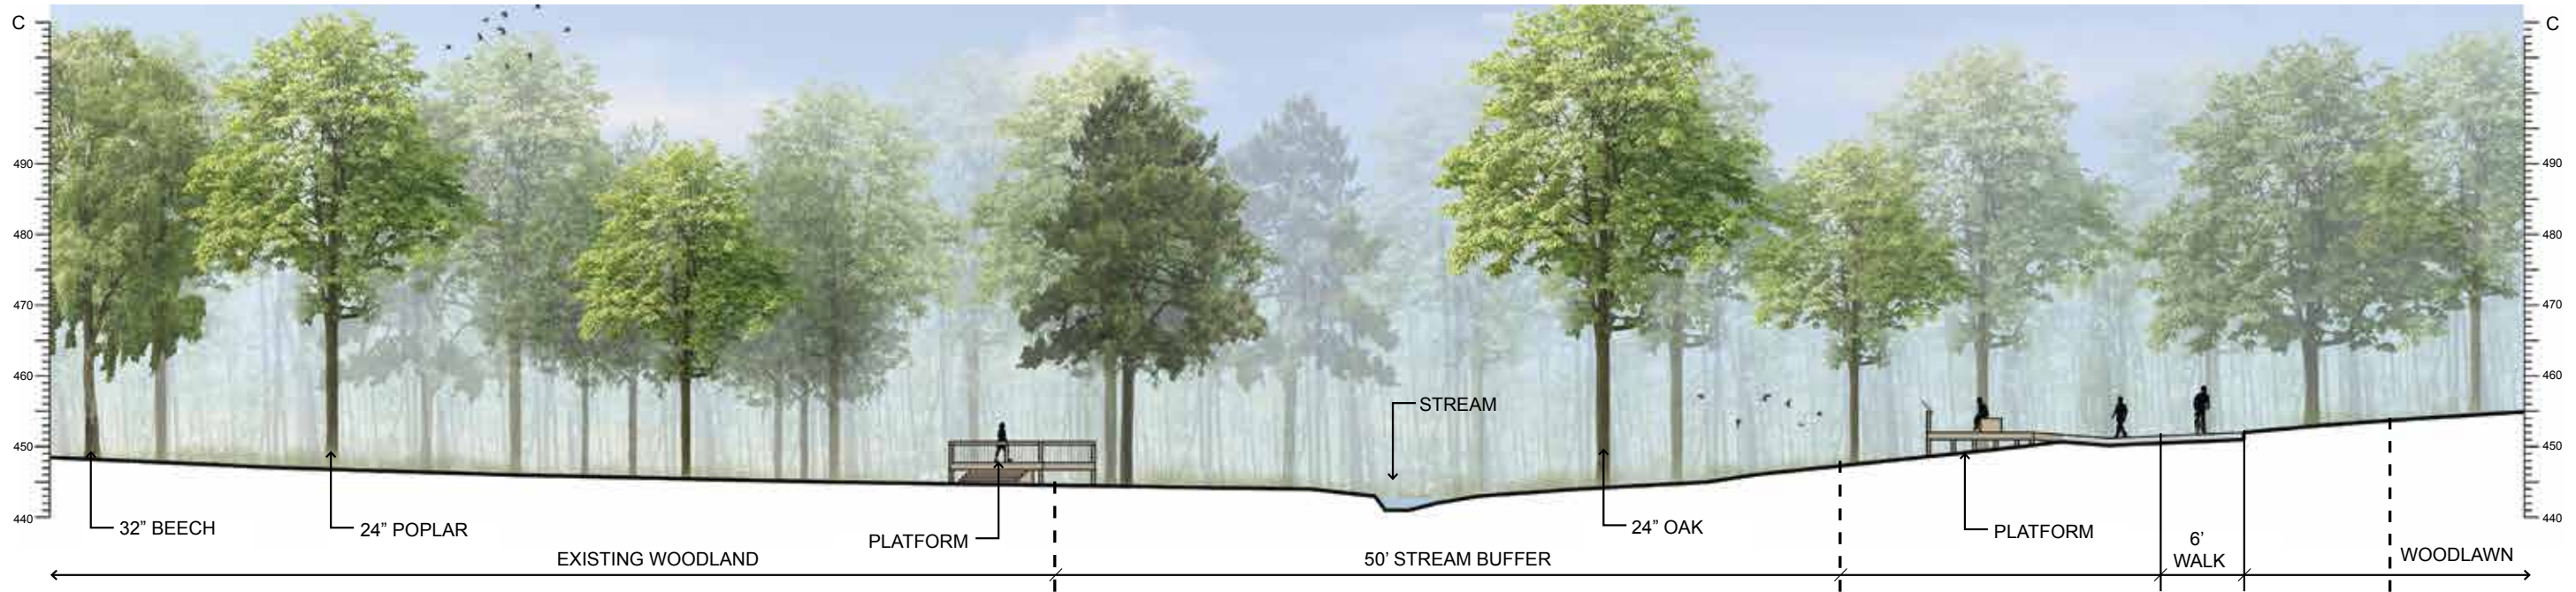 C
C
490
490
480
480
470
470
460
460
450
450
440
440
STREAM
32” BEECH
24” POPLAR
PLATFORM
24” OAK
PLATFORM
EXISTING WOODLAND
50’ STREAM BUFFER
6’
WALK
WOODLAWN